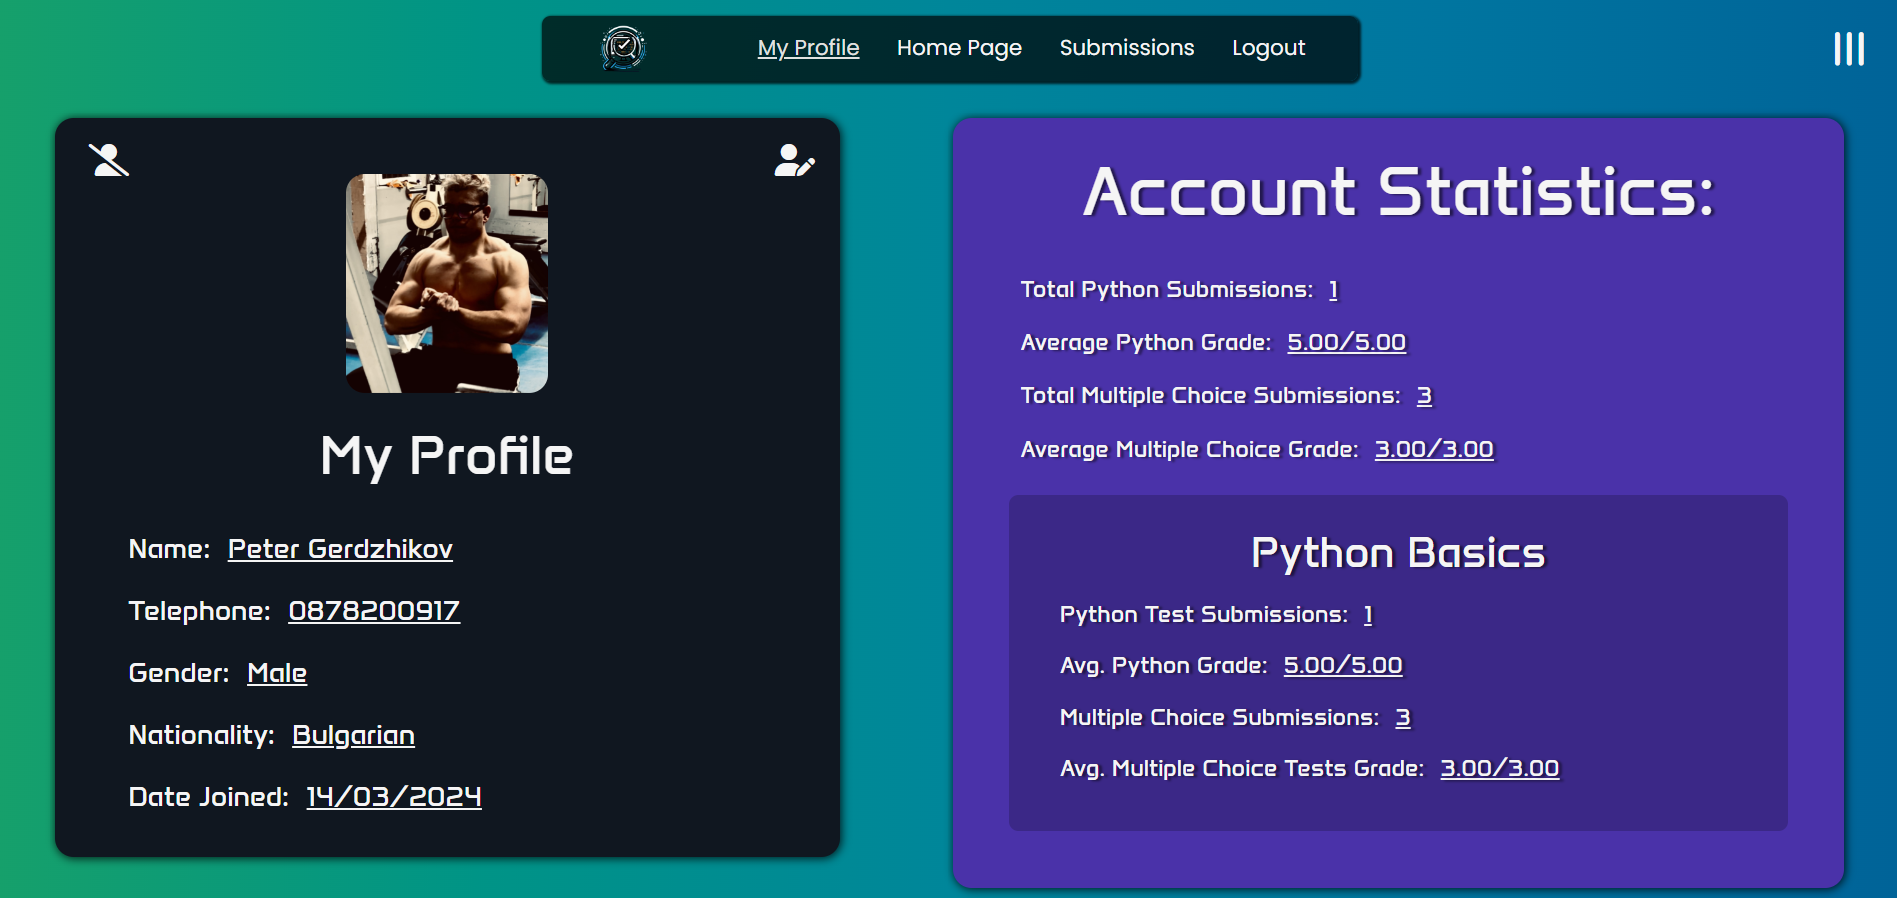 My Profile Home Page Submissions Logout
My Profile
Name: Peter Gerdzhikov
Telephone: 0878200917
Gender: Male
Nationality: Bulgarian
Date Joined: 14/03/2024
Account Statistics:
Total Python Submissions: 1
Average Python Grade: 5.00/5.00
Total Multiple Choice Submissions: 3
Average Multiple Choice Grade: 3.00/3.00
Python Basics
Python Test Submissions: 1
Avg. Python Grade: 5.00/5.00
Multiple Choice Submissions: 3
Avg. Multiple Choice Tests Grade: 3.00/3.00